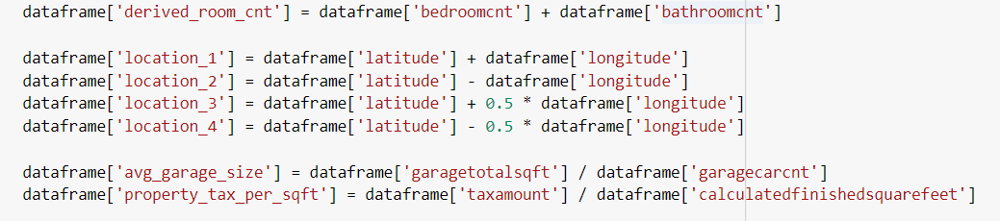 dataframe['derived_room_cnt'] = dataframe['bedroomcnt'] + dataframe['bathroomcnt']
dataframe['location_1'] = dataframe['latitude'] + dataframe['longitude']
dataframe['location_2'] = dataframe['latitude'] - dataframe['longitude']
dataframe['location_3'] = dataframe['latitude'] + 0.5 * dataframe['longitude']
dataframe['location_4'] = dataframe['latitude'] - 0.5 * dataframe['longitude']
dataframe['avg_garage_size'] = dataframe['garagetotalsqft'] / dataframe['garagecarcnt']
dataframe['property_tax_per_sqft'] = dataframe['taxamount'] / dataframe['calculatedfinishedsquarefeet']